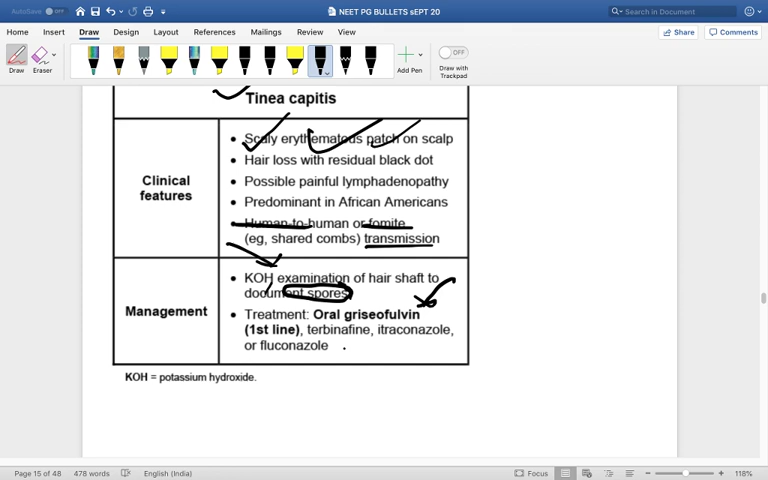 AutoSave OFF
NEET PG BULLETS sEPT 20
Search in Document
Home Insert Draw Design Layout References Mailings Review View
Share Comments
Draw Eraser Add Pen Draw with Trackpad OFF
Tinea capitis
Clinical features
• Scaly erythematous patch on scalp
• Hair loss with residual black dot
• Possible painful lymphadenopathy
• Predominant in African Americans
• Human-to-human or fomite
(eg, shared combs) transmission
Management
• KOH examination of hair shaft to
document spores
• Treatment: Oral griseofulvin
(1st line), terbinafine, itraconazole,
or fluconazole
KOH = potassium hydroxide.
Page 15 of 48 478 words English (India) Focus 118%